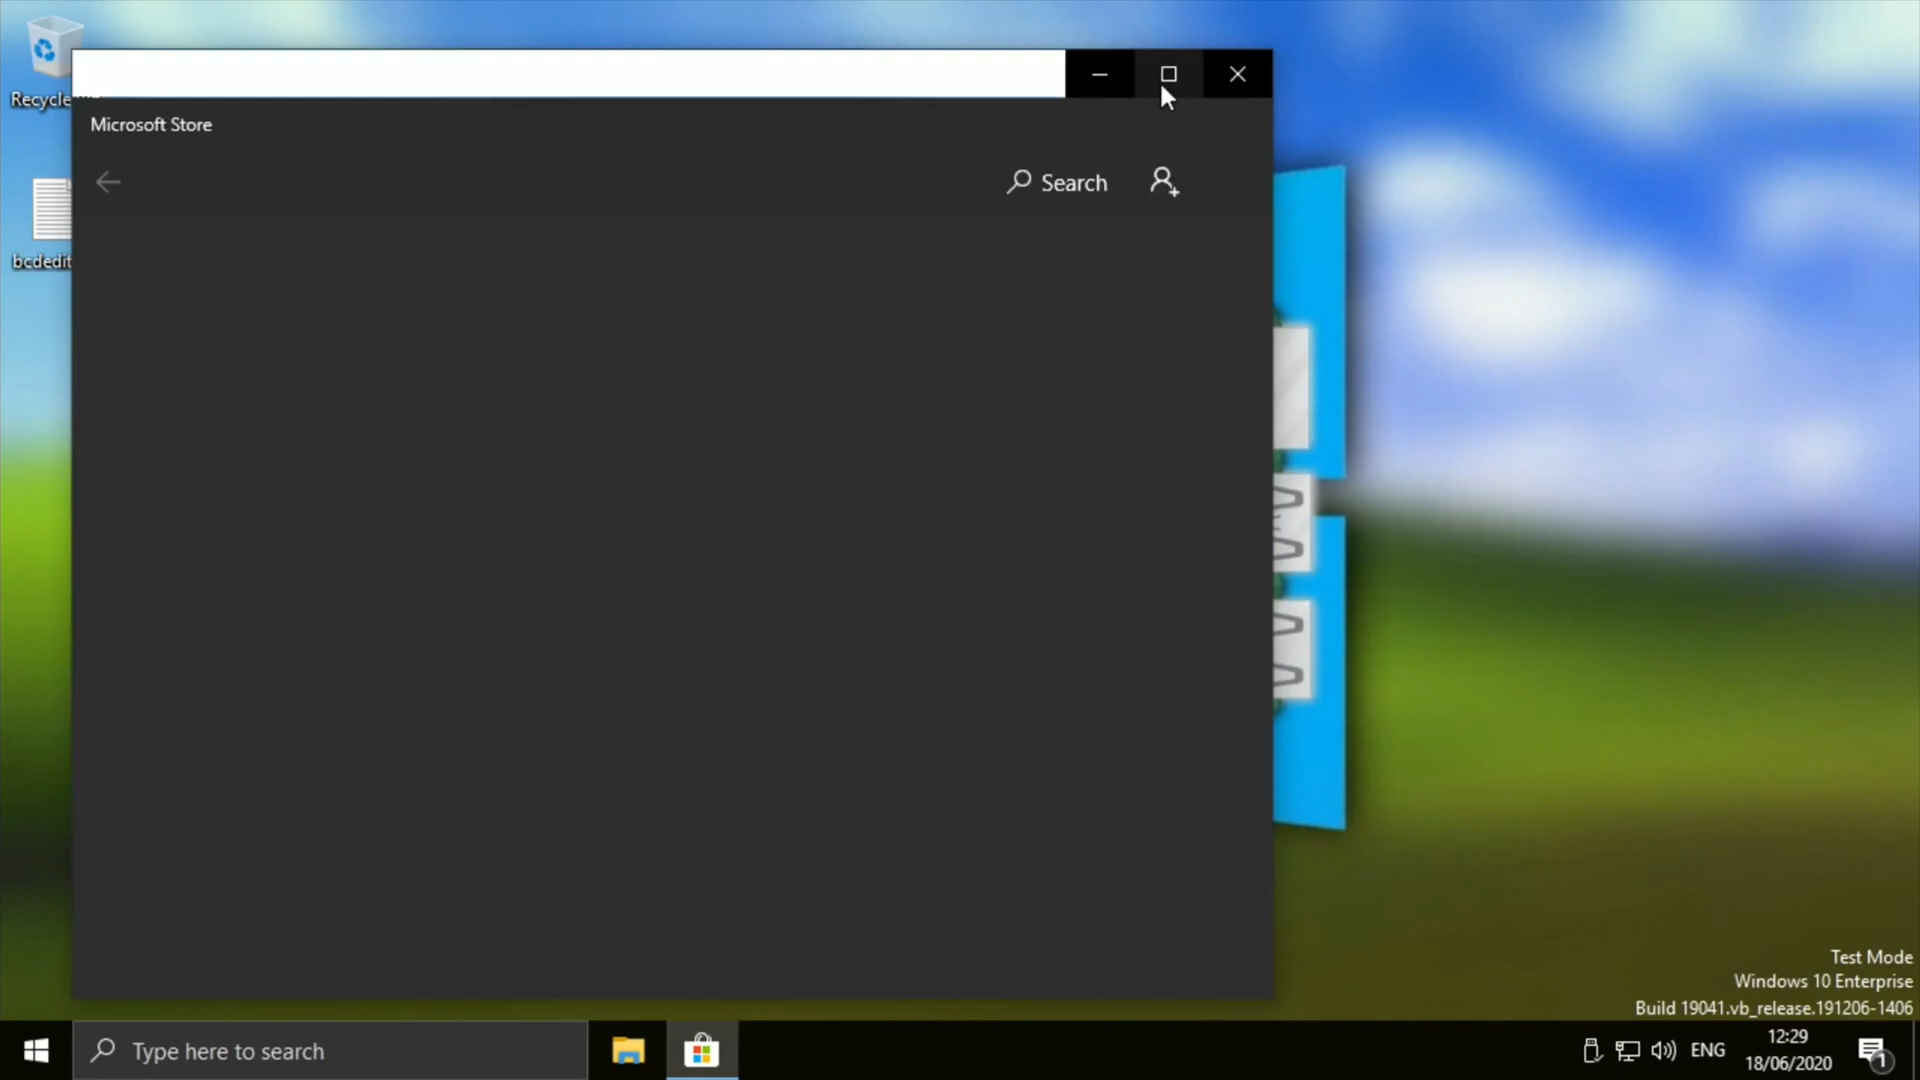 Recycle
Microsoft Store
Search
bcdedit
Test Mode
Windows 10 Enterprise
Build 19041.vb_release.191206-1406
Type here to search
ENG
12:29
18/06/2020
1